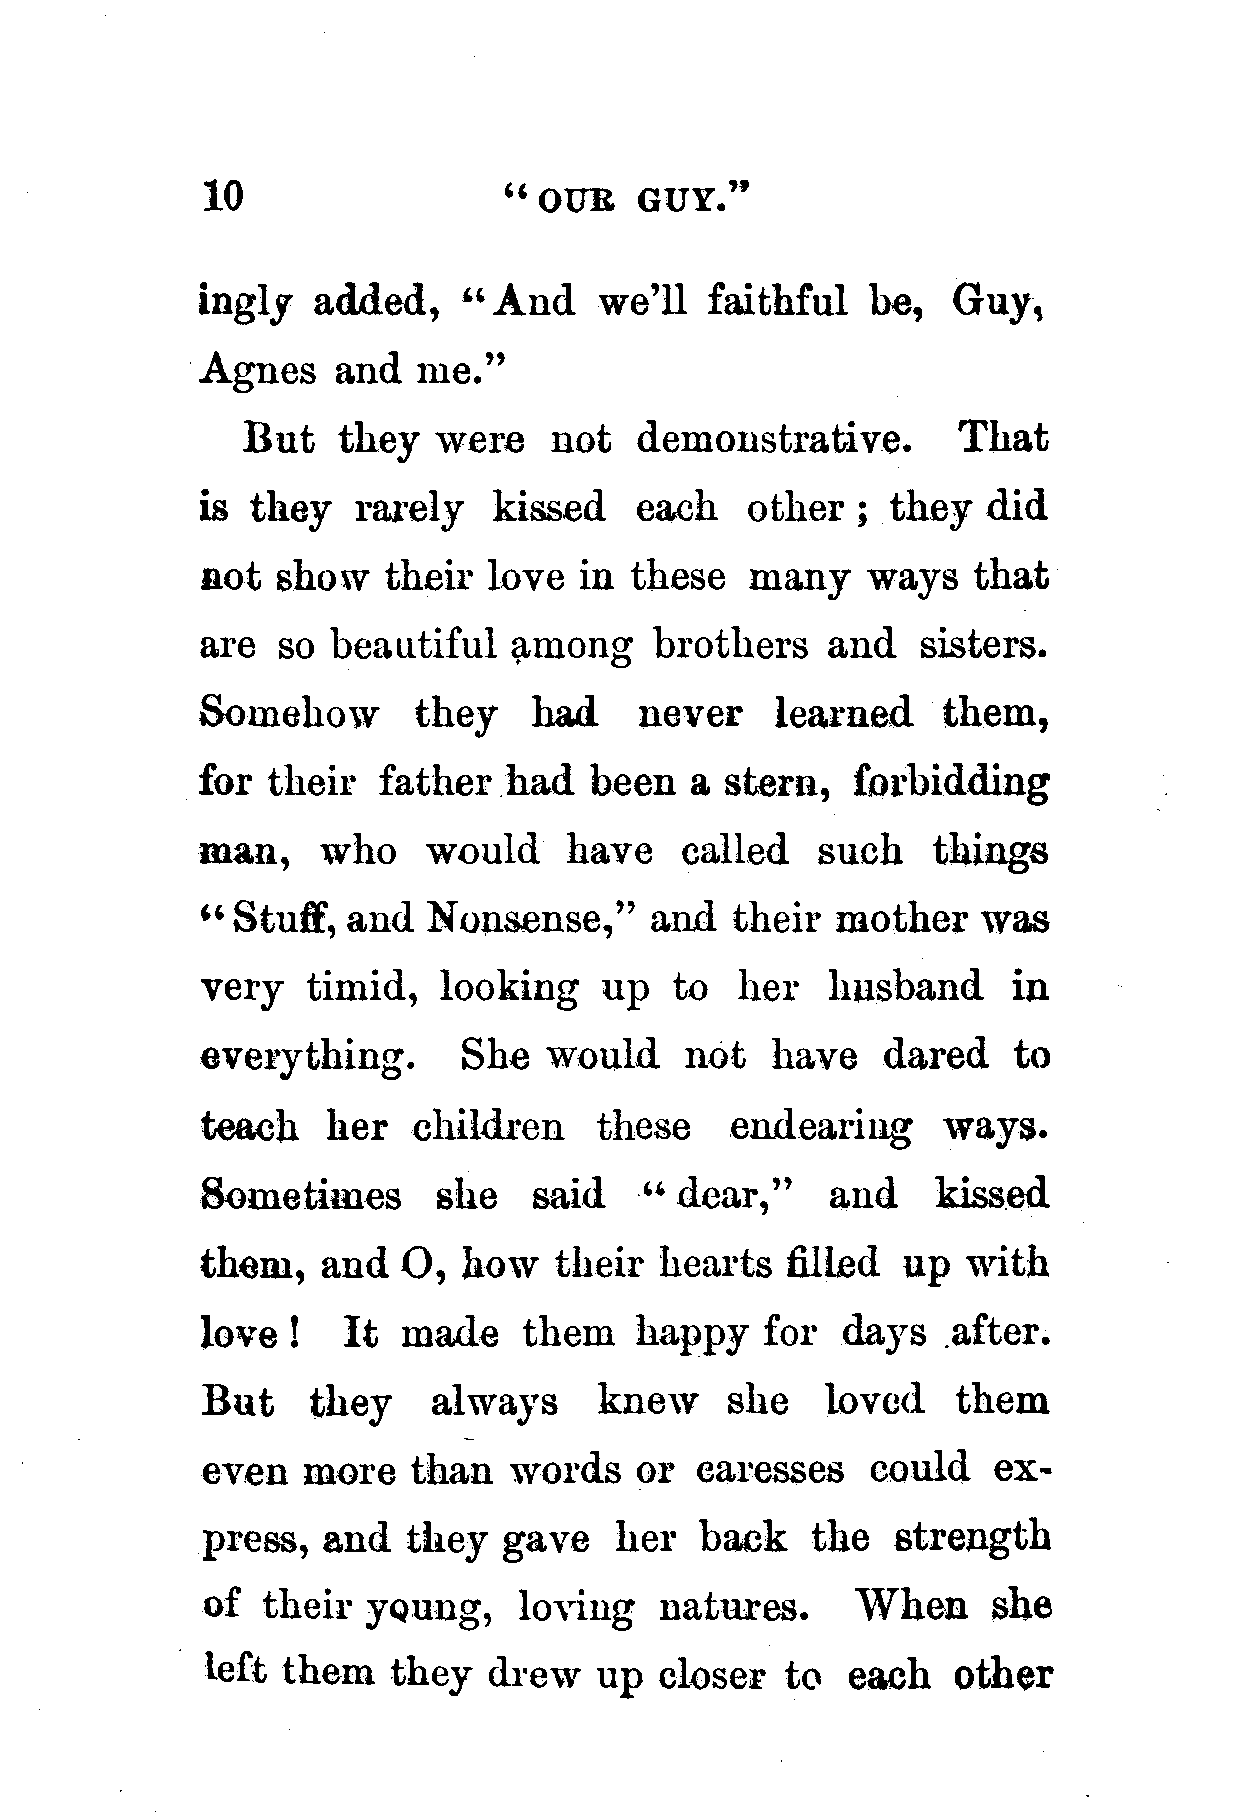 10 “ OUR GUY.”
ingly added, “ And we’ll faithful be, Guy,
Agnes and me.”
But they were not demonstrative. That
is they rarely kissed each other ; they did
not show their love in these many ways that
are so beautiful among brothers and sisters.
Somehow they had never learned them,
for their father had been a stern, forbidding
man, who would have called such things
“ Stuff, and Nonsense,” and their mother was
very timid, looking up to her husband in
everything. She would not have dared to
teach her children these endearing ways.
Sometimes she said “ dear,” and kissed
them, and O, how their hearts filled up with
love ! It made them happy for days after.
But they always knew she loved them
even more than words or caresses could ex-
press, and they gave her back the strength
of their young, loving natures. When she
left them they drew up closer to each other